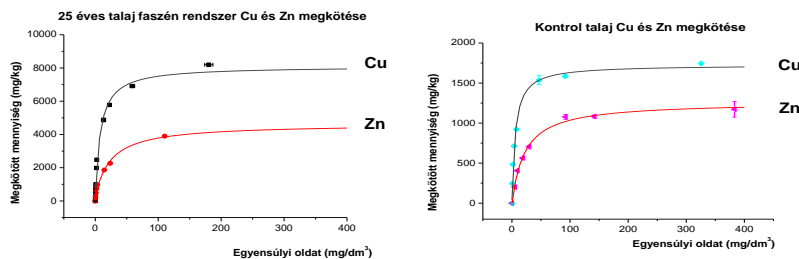 25 éves talaj faszén rendszer Cu és Zn megkötése
Megkötött mennyiség (mg/kg)
10000
8000
6000
4000
2000
0
Cu
Zn
0 100 200 300 400
Egyensúlyi oldat (mg/dm³)
Kontrol talaj Cu és Zn megkötése
Megkötött mennyiség (mg/kg)
2000
1500
1000
500
0
Cu
Zn
0 100 200 300 400
Egyensúlyi oldat (mg/dm³)